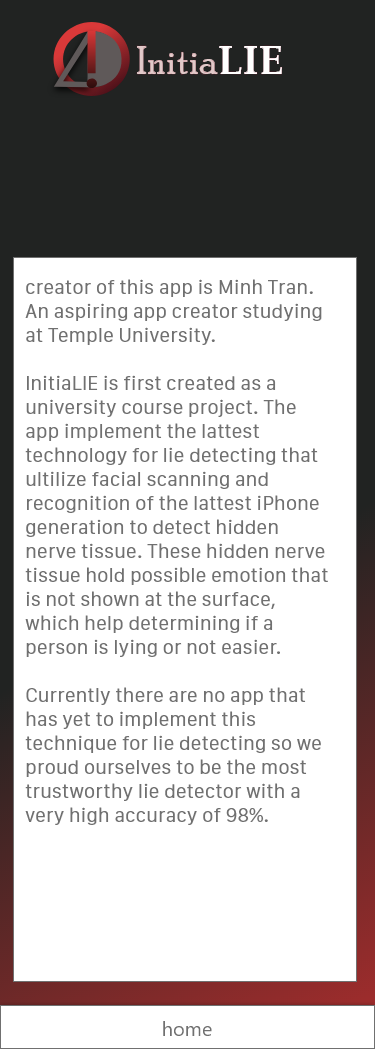 InitiaLIE
creator of this app is Minh Tran.
An aspiring app creator studying
at Temple University.
InitiaLIE is first created as a
university course project. The
app implement the lattest
technology for lie detecting that
ultilize facial scanning and
recognition of the lattest iPhone
generation to detect hidden
nerve tissue. These hidden nerve
tissue hold possible emotion that
is not shown at the surface,
which help determining if a
person is lying or not easier.
Currently there are no app that
has yet to implement this
technique for lie detecting so we
proud ourselves to be the most
trustworthy lie detector with a
very high accuracy of 98%.
home